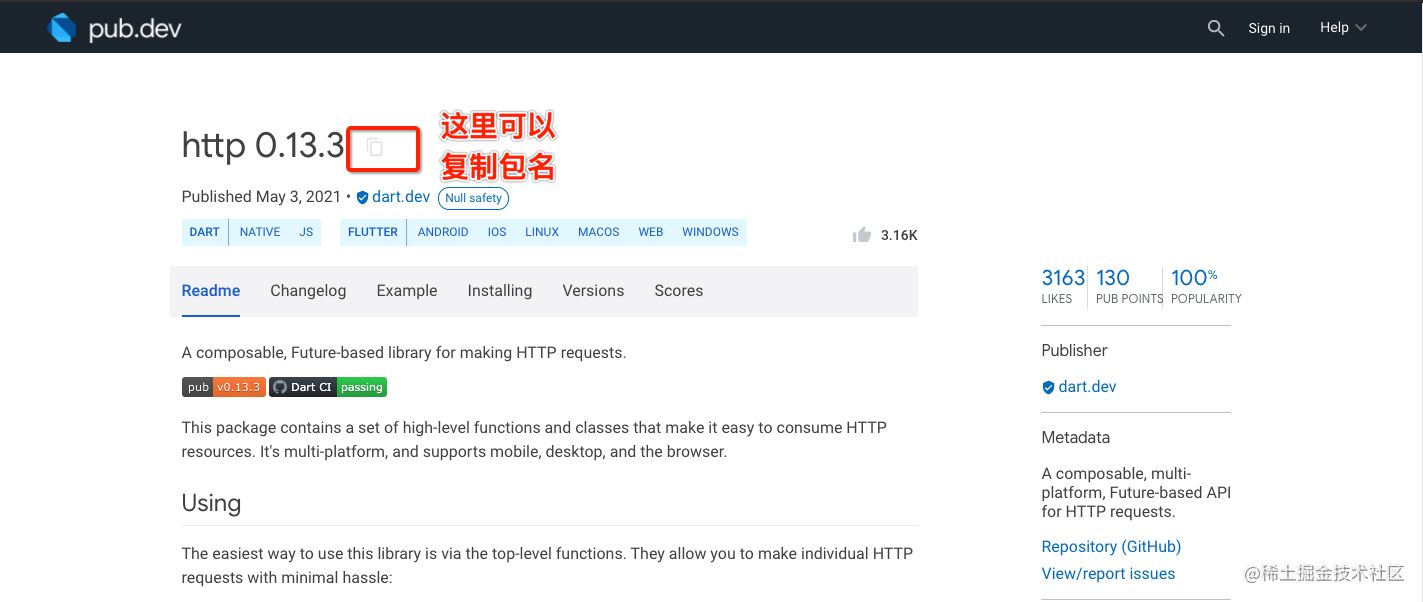 pub.dev
Sign in
Help
http 0.13.3
这里可以
复制包名
Published May 3, 2021 • dart.dev Null safety
DART NATIVE JS FLUTTER ANDROID IOS LINUX MACOS WEB WINDOWS
3.16K
Readme Changelog Example Installing Versions Scores
A composable, Future-based library for making HTTP requests.
pub v0.13.3 Dart CI passing
This package contains a set of high-level functions and classes that make it easy to consume HTTP
resources. It's multi-platform, and supports mobile, desktop, and the browser.
Using
The easiest way to use this library is via the top-level functions. They allow you to make individual HTTP
requests with minimal hassle:
3163 130 100%
LIKES PUB POINTS POPULARITY
Publisher
dart.dev
Metadata
A composable, multi-
platform, Future-based API
for HTTP requests.
Repository (GitHub)
View/report issues
@稀土掘金技术社区